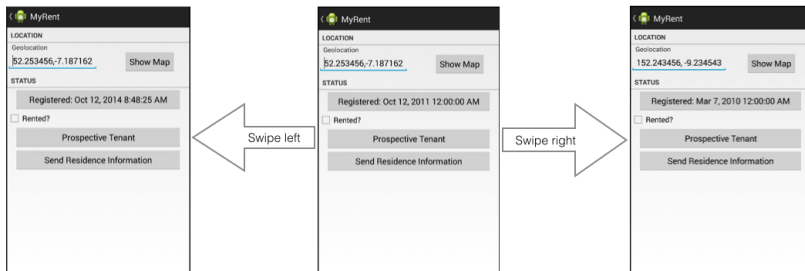 MyRent
LOCATION
Geolocation
52.253456,-7.187162
Show Map
STATUS
Registered: Oct 12, 2014 8:48:25 AM
Rented?
Prospective Tenant
Send Residence Information
Swipe left
MyRent
LOCATION
Geolocation
52.253456,-7.187162
Show Map
STATUS
Registered: Oct 12, 2011 12:00:00 AM
Rented?
Prospective Tenant
Send Residence Information
Swipe right
MyRent
LOCATION
Geolocation
152.243456, -9.234543
Show Map
STATUS
Registered: Mar 7, 2010 12:00:00 AM
Rented?
Prospective Tenant
Send Residence Information